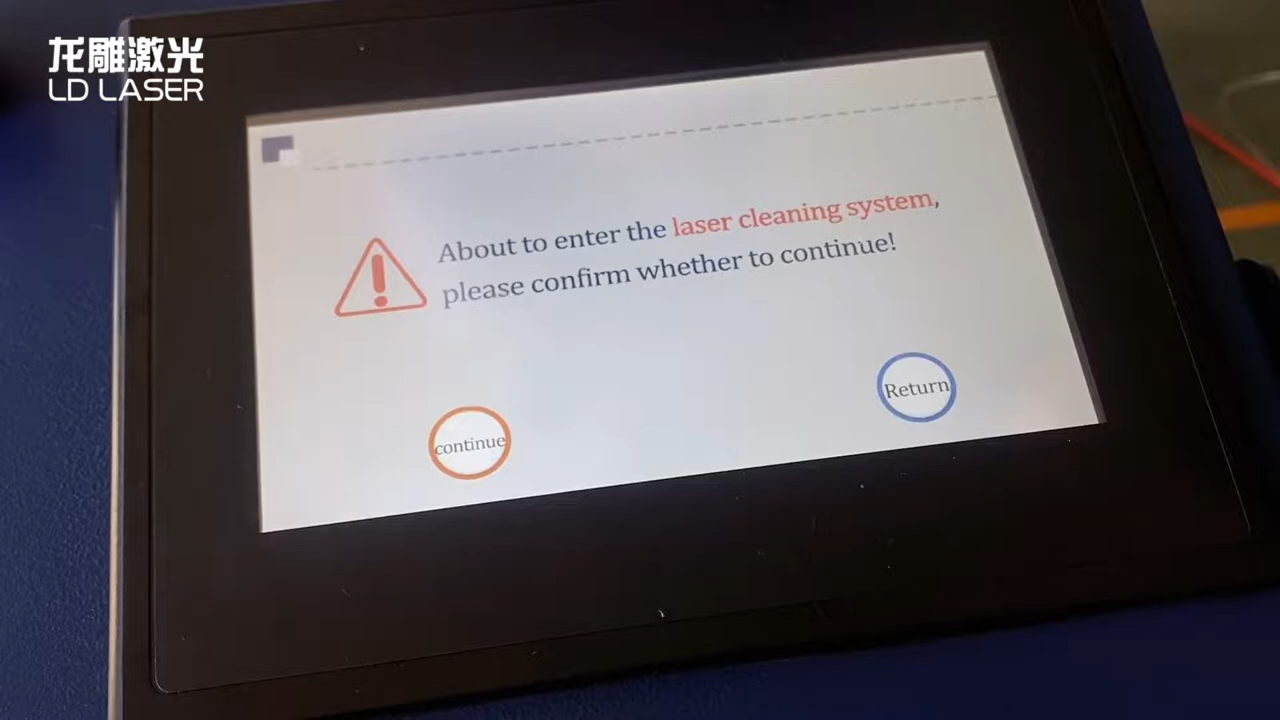 龙雕激光
LD LASER
About to enter the laser cleaning system,
please confirm whether to continue!
Return
continue